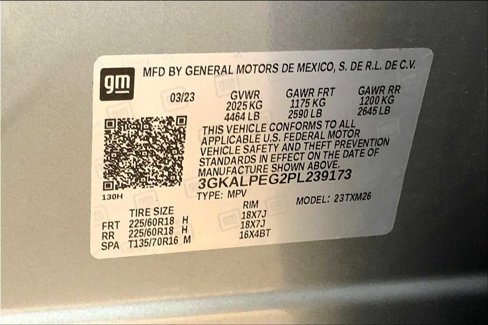 gm
MFD BY GENERAL MOTORS DE MEXICO, S. DE R.L. DE C.V.
03/23 GVWR GAWR FRT GAWR RR
2025 KG 1175 KG 1200 KG
4464 LB 2590 LB 2645 LB
THIS VEHICLE CONFORMS TO ALL
APPLICABLE U.S. FEDERAL MOTOR
VEHICLE SAFETY AND THEFT PREVENTION
STANDARDS IN EFFECT ON THE DATE OF
MANUFACTURE SHOWN ABOVE.
3GKALPEG2PL239173
130H TYPE: MPV MODEL: 23TXM26
TIRE SIZE RIM
FRT 225/60R18 H 18X7J
RR 225/60R18 H 18X7J
SPA T135/70R16 M 16X4BT